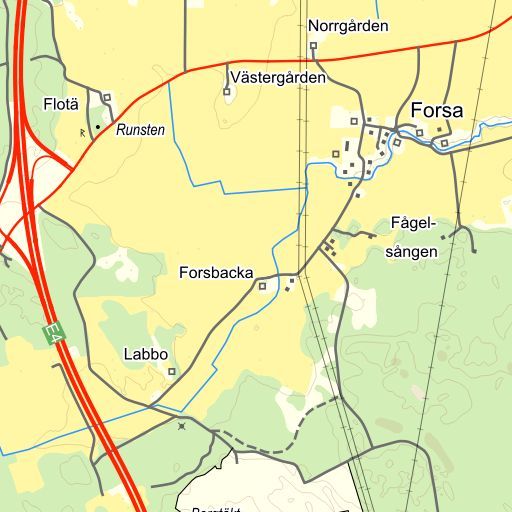 Norrgården
Västergården
Flotä
Runsten
Forsa
Fågel-
sången
Forsbacka
E4
Labbo